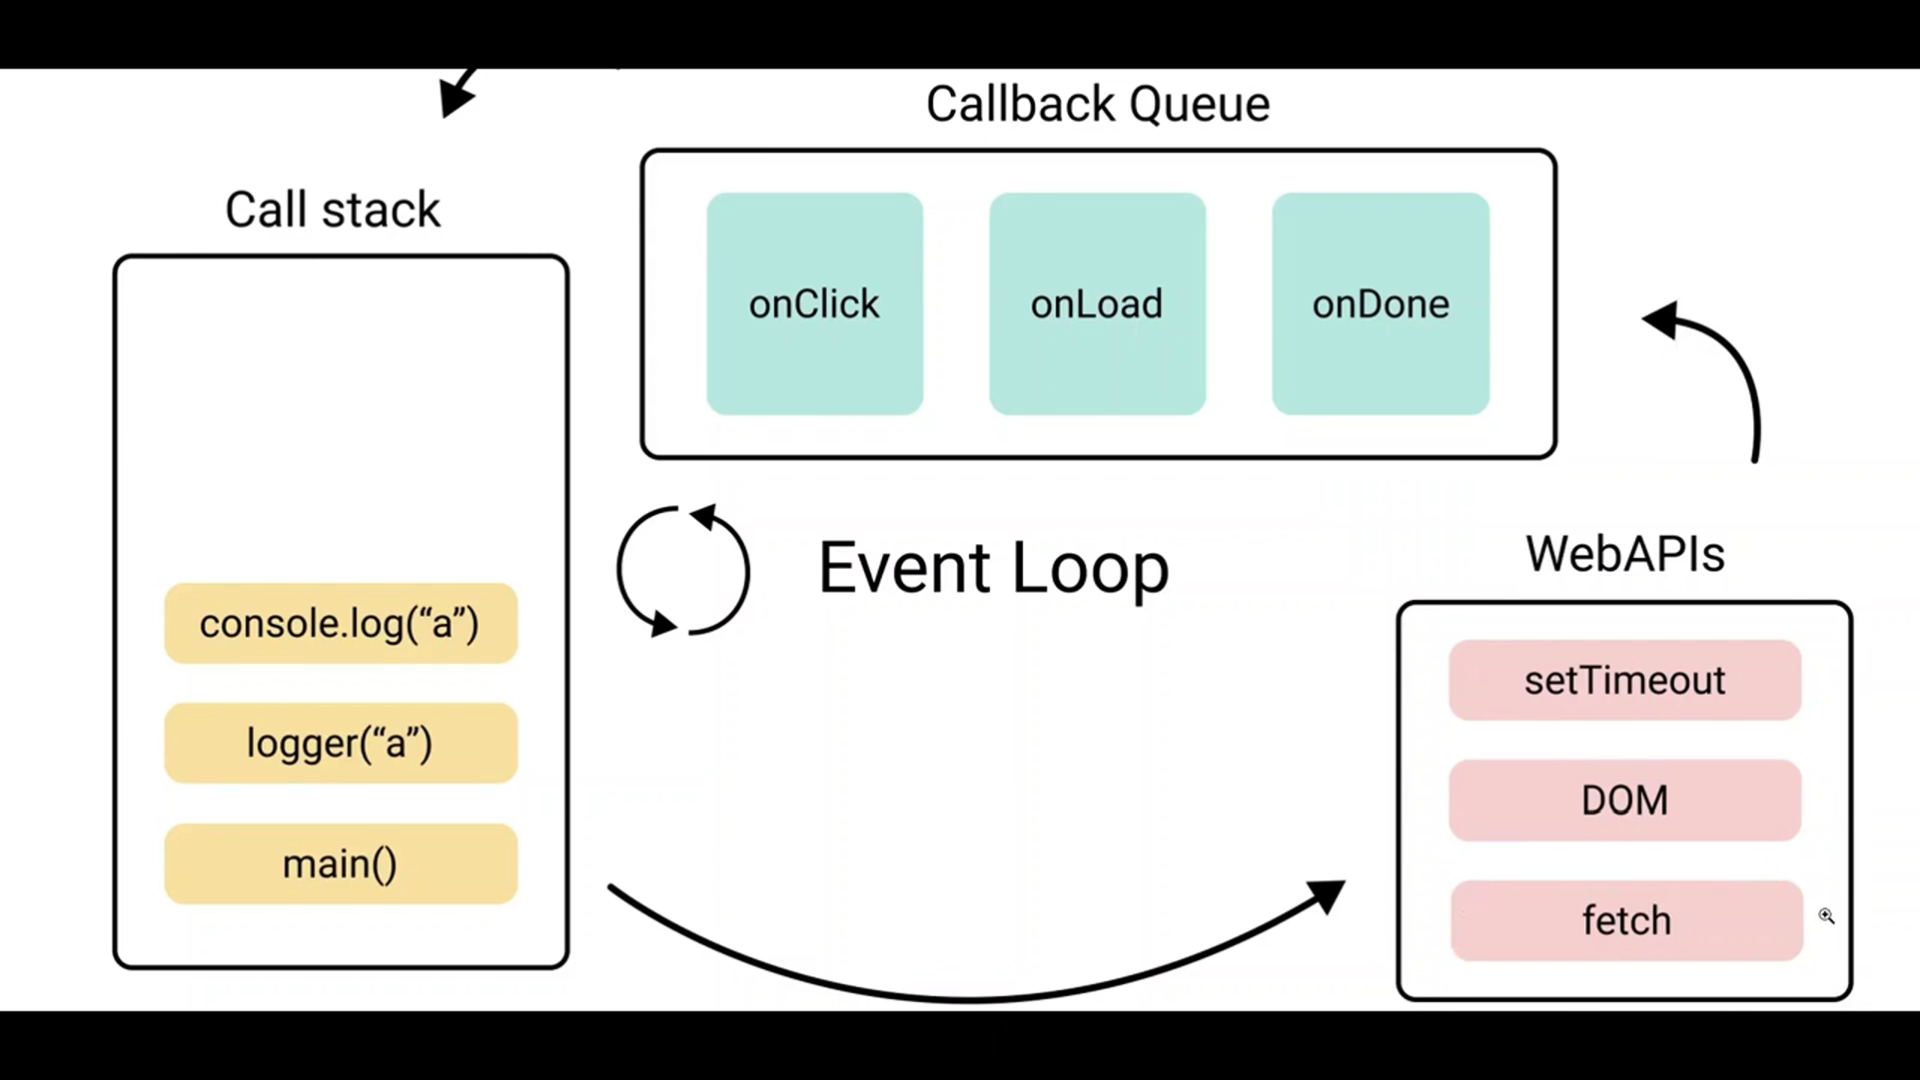 Callback Queue
onClick
onLoad
onDone
Call stack
console.log(“a”)
logger(“a”)
main()
Event Loop
WebAPIs
setTimeout
DOM
fetch